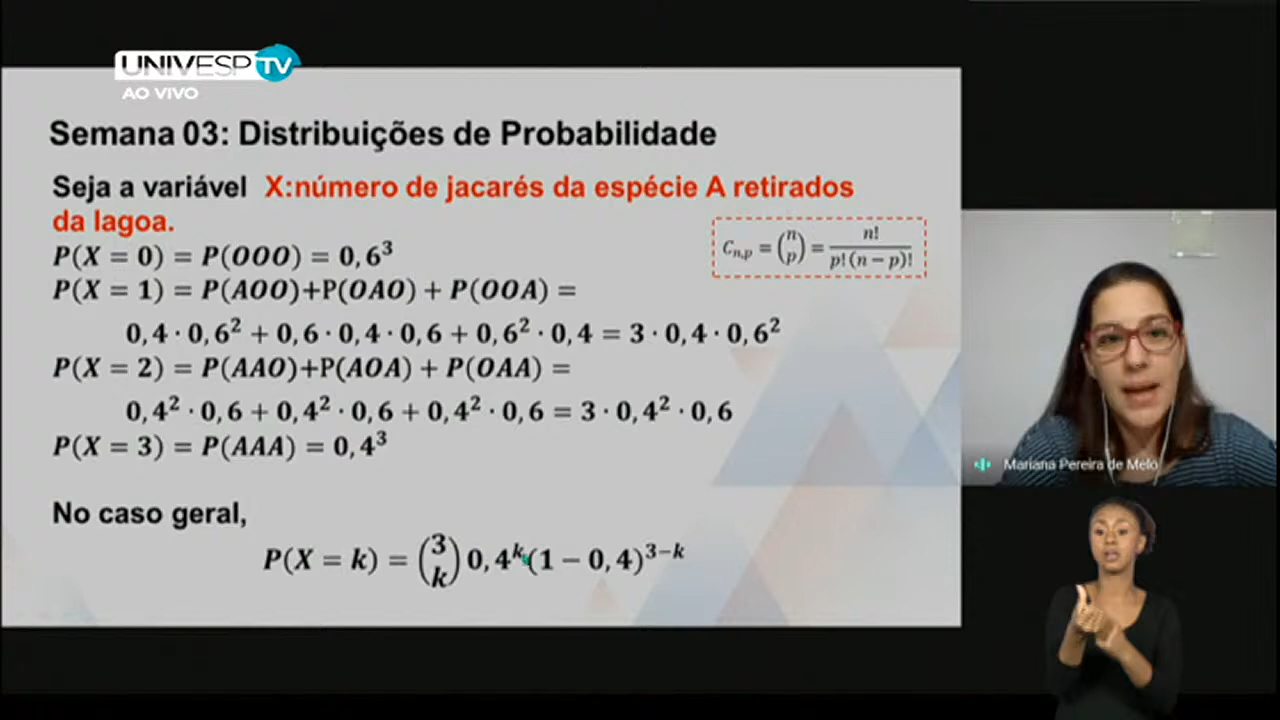 UNIVESP TV
AO VIVO
Semana 03: Distribuições de Probabilidade
Seja a variável X:número de jacarés da espécie A retirados
da lagoa.
C_{n,p} = (n p) = n! / p!(n − p)!
P(X = 0) = P(OOO) = 0,6³
P(X = 1) = P(AOO)+P(OAO) + P(OOA) =
0,4 · 0,6² + 0,6 · 0,4 · 0,6 + 0,6² · 0,4 = 3 · 0,4 · 0,6²
P(X = 2) = P(AAO)+P(AOA) + P(OAA) =
0,4² · 0,6 + 0,4² · 0,6 + 0,4² · 0,6 = 3 · 0,4² · 0,6
P(X = 3) = P(AAA) = 0,4³
No caso geral,
P(X = k) = (3 k) 0,4^k (1 − 0,4)^{3−k}
Mariana Pereira de Melo